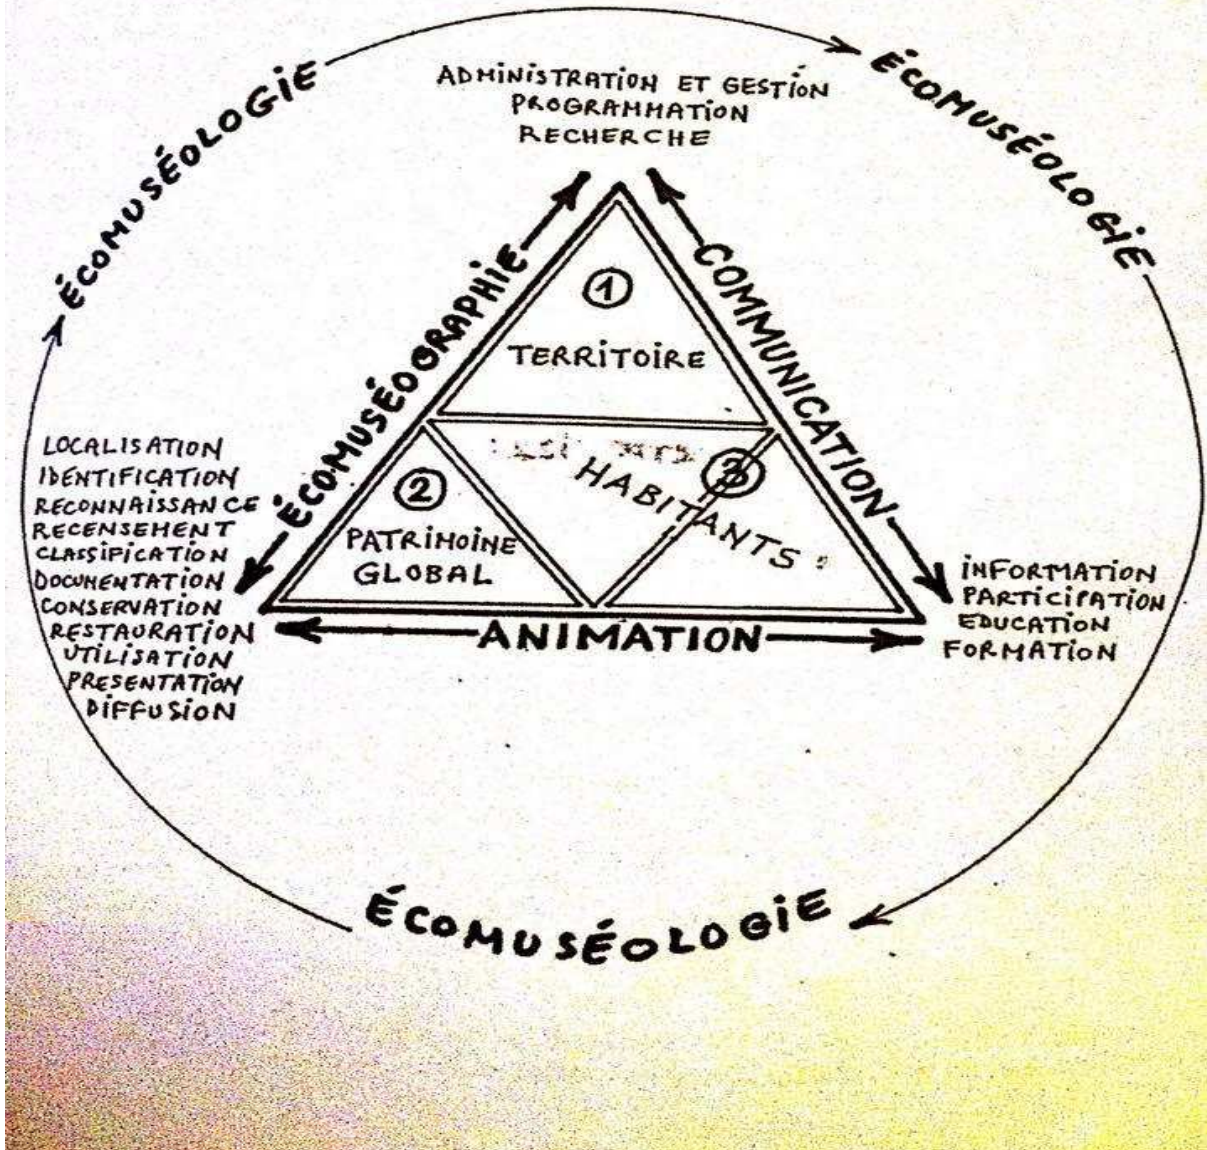 ÉCOMUSÉOLOGIE
ÉCOMUSÉOLOGIE
ADMINISTRATION ET GESTION
PROGRAMMATION
RECHERCHE
ÉCOMUSÉOGRAPHIE
COMMUNICATION
1
TERRITOIRE
LOCALISATION
IDENTIFICATION
RECONNAISSANCE
RECENSEMENT
CLASSIFICATION
DOCUMENTATION
CONSERVATION
RESTAURATION
UTILISATION
PRESENTATION
DIFFUSION
2
PATRIMOINE
GLOBAL
3
HABITANTS
INFORMATION
PARTICIPATION
EDUCATION
FORMATION
ANIMATION
ÉCOMUSÉOLOGIE